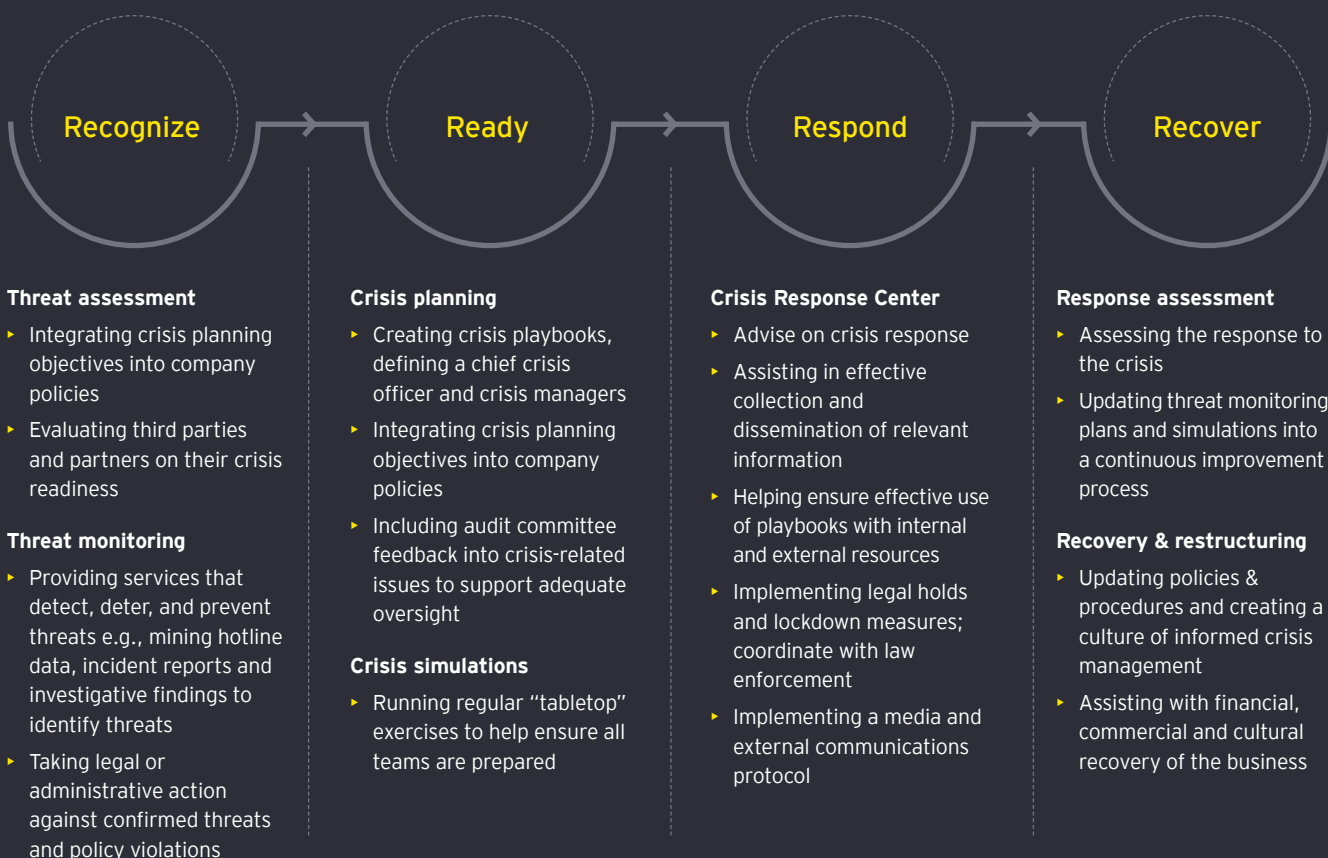 Recognize
Ready
Respond
Recover
Threat assessment
▸ Integrating crisis planning
objectives into company
policies
▸ Evaluating third parties
and partners on their crisis
readiness
Threat monitoring
▸ Providing services that
detect, deter, and prevent
threats e.g., mining hotline
data, incident reports and
investigative findings to
identify threats
▸ Taking legal or
administrative action
against confirmed threats
and policy violations
Crisis planning
▸ Creating crisis playbooks,
defining a chief crisis
officer and crisis managers
▸ Integrating crisis planning
objectives into company
policies
▸ Including audit committee
feedback into crisis-related
issues to support adequate
oversight
Crisis simulations
▸ Running regular "tabletop"
exercises to help ensure all
teams are prepared
Crisis Response Center
▸ Advise on crisis response
▸ Assisting in effective
collection and
dissemination of relevant
information
▸ Helping ensure effective use
of playbooks with internal
and external resources
▸ Implementing legal holds
and lockdown measures;
coordinate with law
enforcement
▸ Implementing a media and
external communications
protocol
Response assessment
▸ Assessing the response to
the crisis
▸ Updating threat monitoring
plans and simulations into
a continuous improvement
process
Recovery & restructuring
▸ Updating policies &
procedures and creating a
culture of informed crisis
management
▸ Assisting with financial,
commercial and cultural
recovery of the business